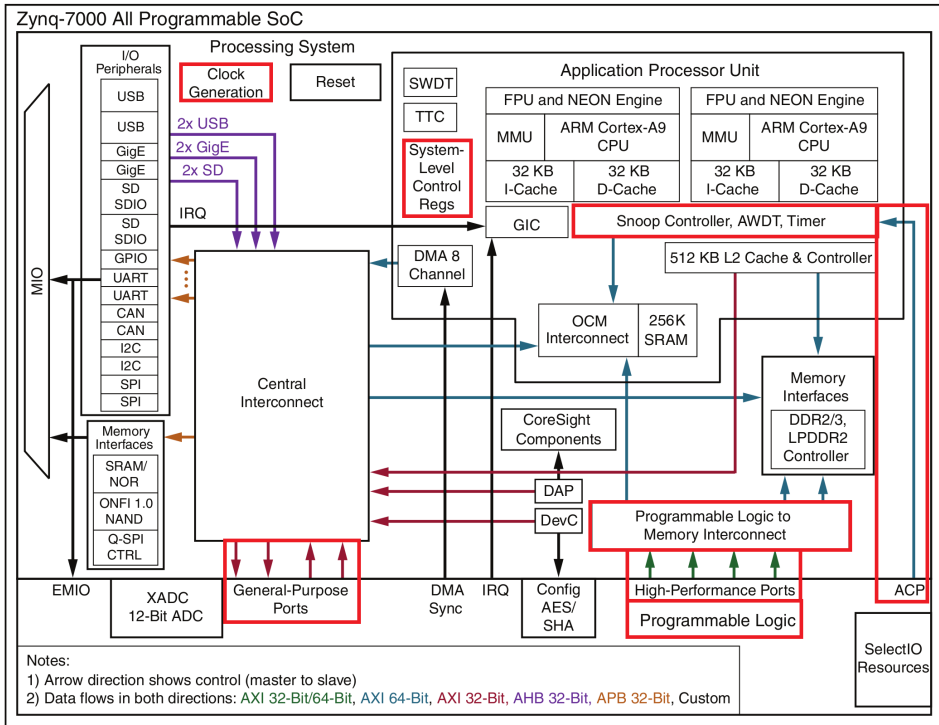 Zynq-7000 All Programmable SoC
Processing System
I/O
Peripherals
USB
USB
GigE
GigE
SD
SDIO
SD
SDIO
GPIO
UART
UART
CAN
CAN
I2C
I2C
SPI
SPI
MIO
Clock
Generation
Reset
2x USB
2x GigE
2x SD
IRQ
SWDT
TTC
System-
Level
Control
Regs
Application Processor Unit
FPU and NEON Engine
MMU
ARM Cortex-A9
CPU
32 KB
I-Cache
32 KB
D-Cache
FPU and NEON Engine
MMU
ARM Cortex-A9
CPU
32 KB
I-Cache
32 KB
D-Cache
GIC
Snoop Controller, AWDT, Timer
DMA 8
Channel
512 KB L2 Cache & Controller
OCM
Interconnect
256K
SRAM
Central
Interconnect
Memory
Interfaces
DDR2/3,
LPDDR2
Controller
CoreSight
Components
DAP
DevC
Memory
Interfaces
SRAM/
NOR
ONFI 1.0
NAND
Q-SPI
CTRL
Programmable Logic to
Memory Interconnect
EMIO
XADC
12-Bit ADC
General-Purpose
Ports
DMA
Sync
IRQ
Config
AES/
SHA
High-Performance Ports
ACP
Programmable Logic
SelectIO
Resources
Notes:
1) Arrow direction shows control (master to slave)
2) Data flows in both directions: AXI 32-Bit/64-Bit, AXI 64-Bit, AXI 32-Bit, AHB 32-Bit, APB 32-Bit, Custom